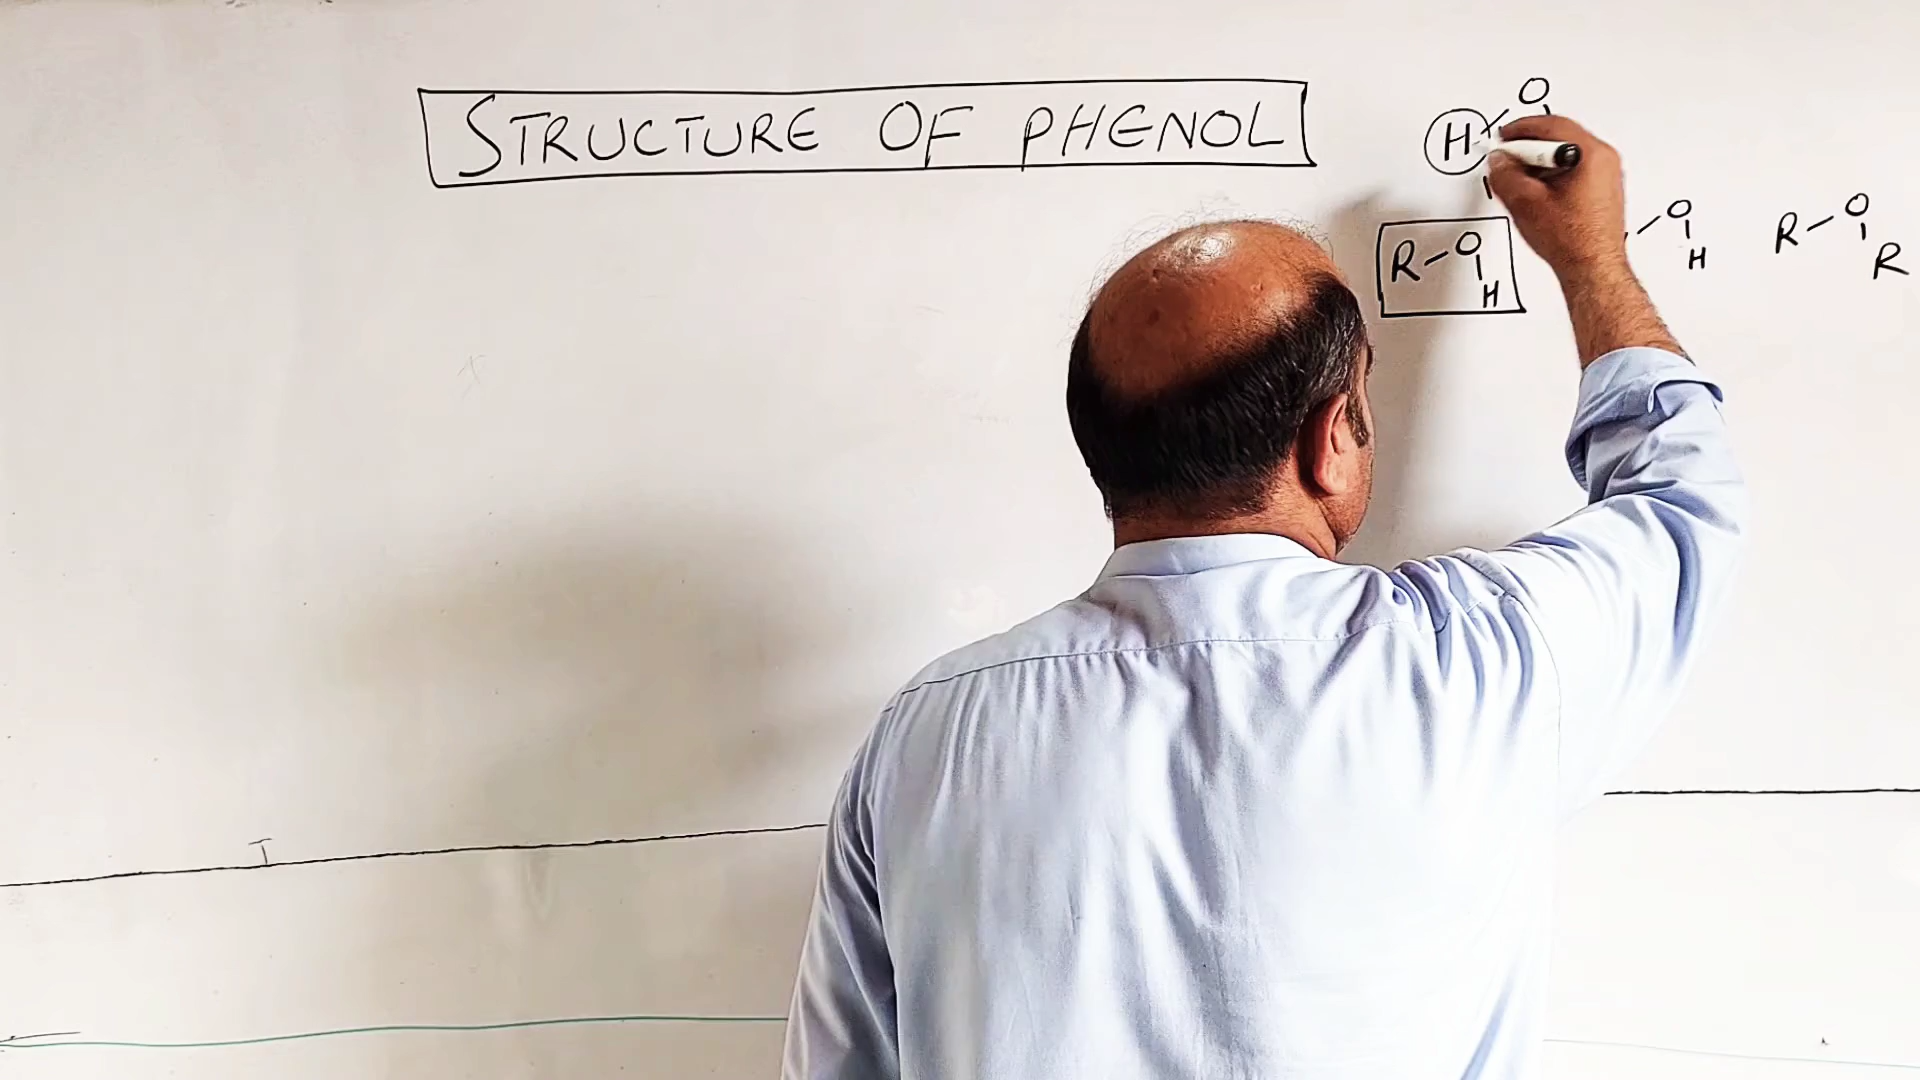 STRUCTURE OF PHENOL
H O
R-O
H
O
H
R-O
R